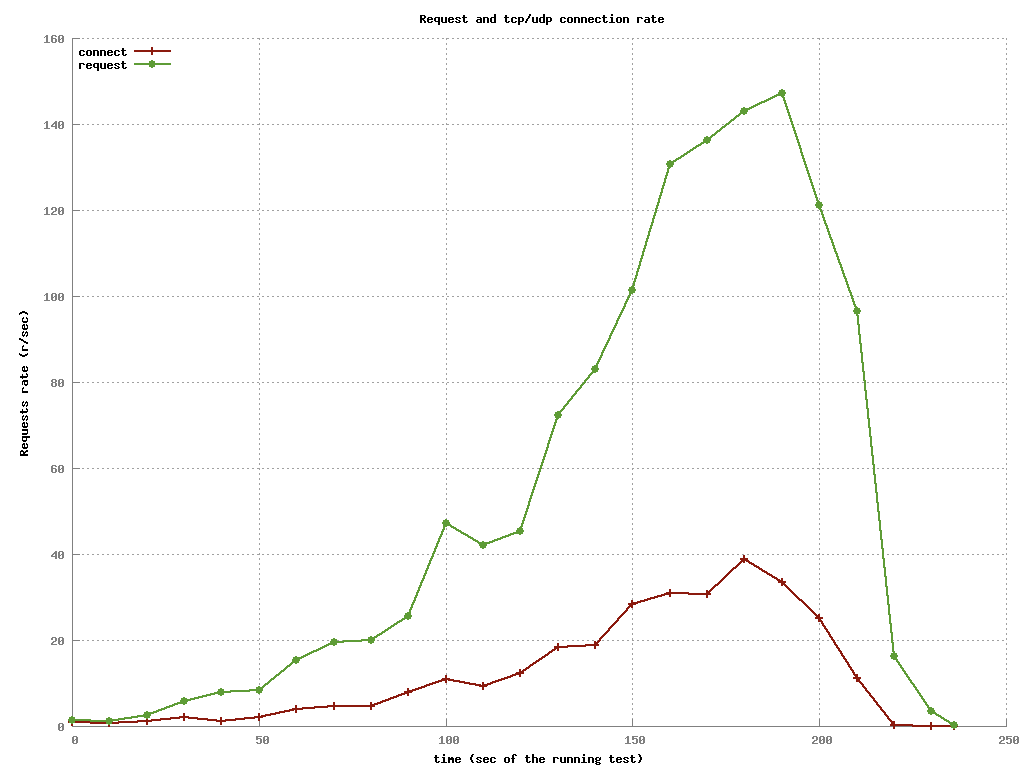 Request and tcp/udp connection rate
160
connect
request
140
120
100
80
60
40
20
0
Requests rate (r/sec)
0 50 100 150 200 250
time (sec of the running test)